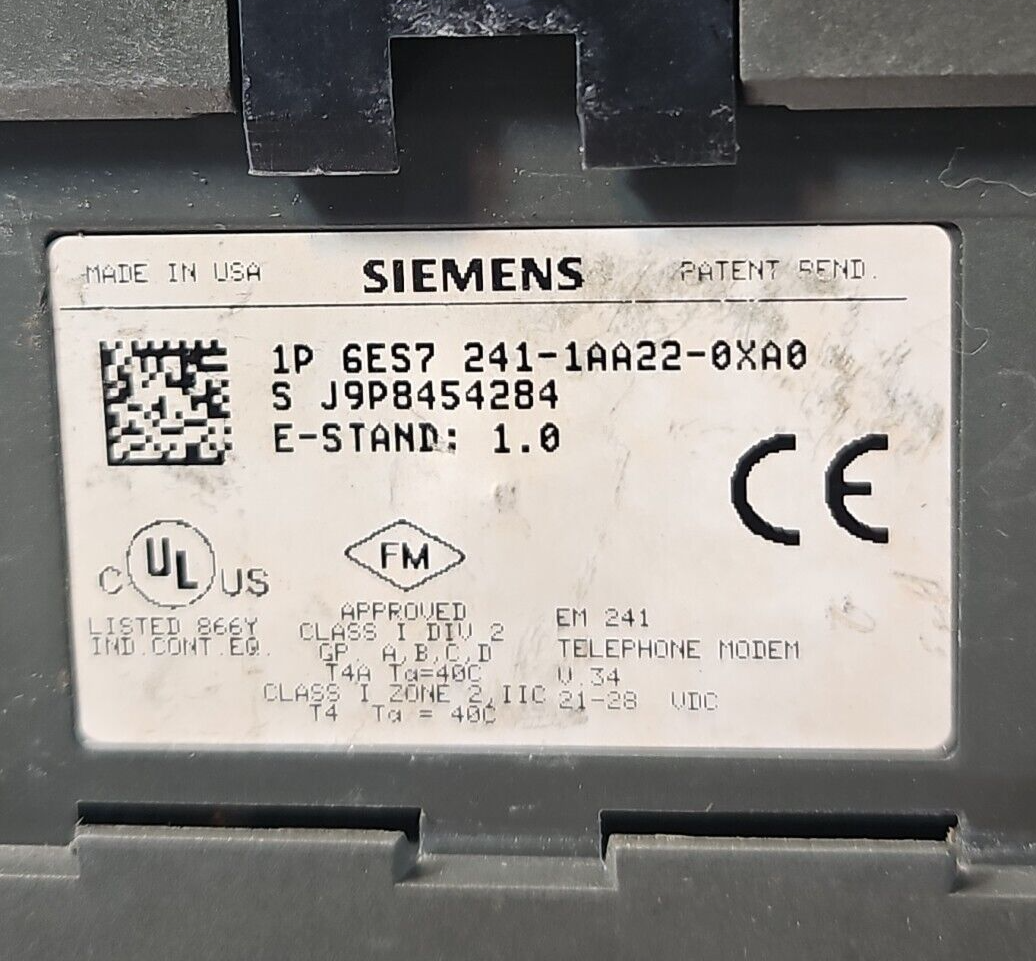 MADE IN USA SIEMENS PATENT PEND.
1P 6ES7 241-1AA22-0XA0
S J9P8454284
E-STAND: 1.0
CE
C UL US
LISTED 866Y
IND.CONT.EQ.
FM
APPROVED
CLASS I DIV 2
GP. A,B,C,D
T4A Ta=40C
CLASS I ZONE 2,IIC
T4 Ta = 40C
EM 241
TELEPHONE MODEM
V.34
21-28 VDC